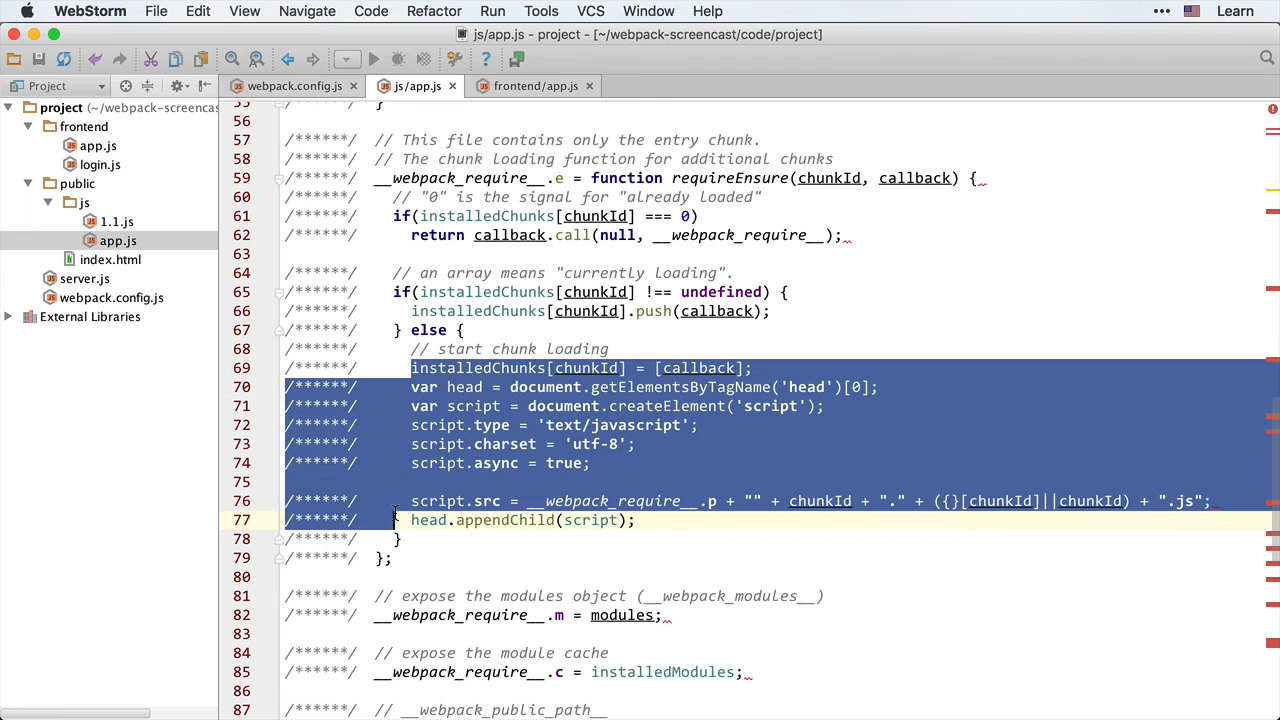 WebStorm File Edit View Navigate Code Refactor Run Tools VCS Window Help ••• Learn
js/app.js - project - [~/webpack-screencast/code/project]
Project
webpack.config.js js/app.js frontend/app.js
project (~/webpack-screencas
frontend
app.js
login.js
public
js
1.1.js
app.js
index.html
server.js
webpack.config.js
External Libraries
55 /******/ }
56
57 /******/ // This file contains only the entry chunk.
58 /******/ // The chunk loading function for additional chunks
59 /******/ __webpack_require__.e = function requireEnsure(chunkId, callback) {
60 /******/ // "0" is the signal for "already loaded"
61 /******/ if(installedChunks[chunkId] === 0)
62 /******/ return callback.call(null, __webpack_require__);
63
64 /******/ // an array means "currently loading".
65 /******/ if(installedChunks[chunkId] !== undefined) {
66 /******/ installedChunks[chunkId].push(callback);
67 /******/ } else {
68 /******/ // start chunk loading
69 /******/ installedChunks[chunkId] = [callback];
70 /******/ var head = document.getElementsByTagName('head')[0];
71 /******/ var script = document.createElement('script');
72 /******/ script.type = 'text/javascript';
73 /******/ script.charset = 'utf-8';
74 /******/ script.async = true;
75
76 /******/ script.src = __webpack_require__.p + "" + chunkId + "." + ({}[chunkId]||chunkId) + ".js";
77 /******/ head.appendChild(script);
78 /******/ }
79 /******/ };
80
81 /******/ // expose the modules object (__webpack_modules__)
82 /******/ __webpack_require__.m = modules;
83
84 /******/ // expose the module cache
85 /******/ __webpack_require__.c = installedModules;
86
87 /******/ // __webpack_public_path__